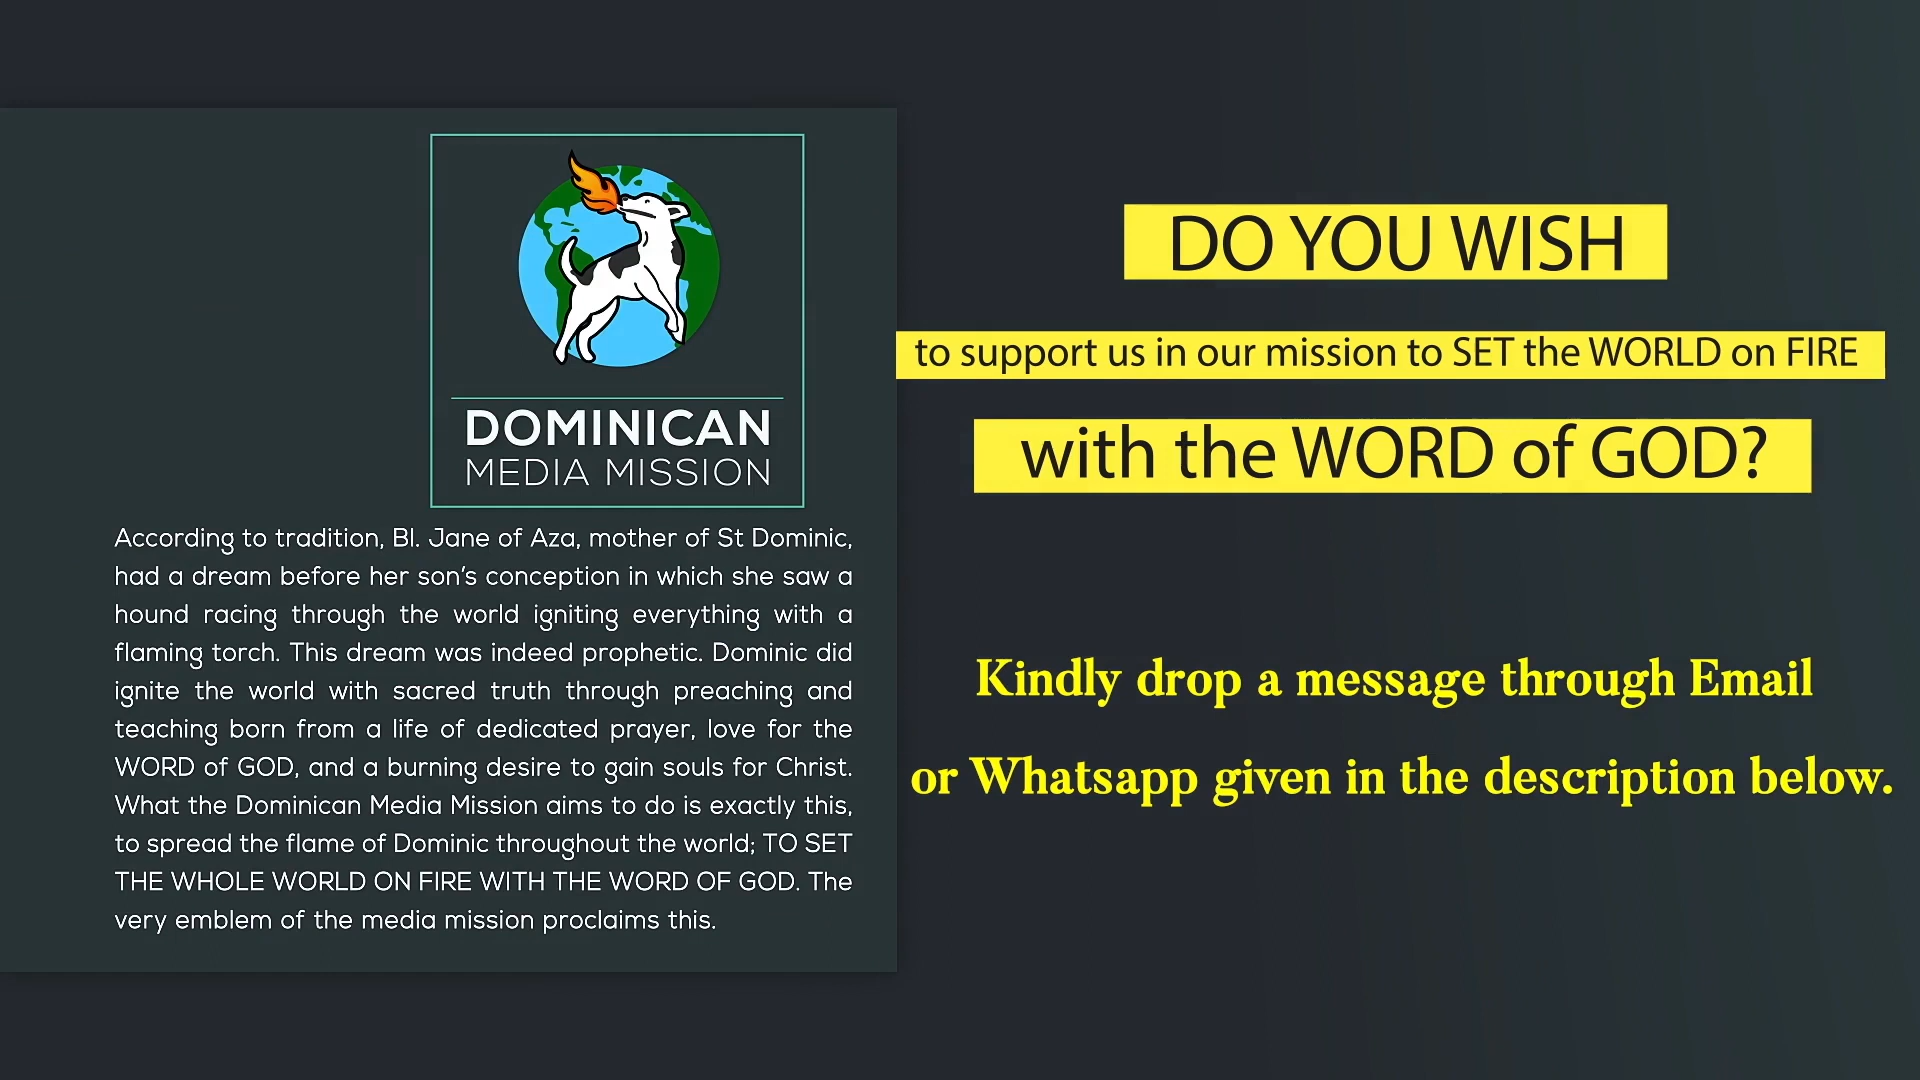 DOMINICAN
MEDIA MISSION
According to tradition, Bl. Jane of Aza, mother of St Dominic,
had a dream before her son's conception in which she saw a
hound racing through the world igniting everything with a
flaming torch. This dream was indeed prophetic. Dominic did
ignite the world with sacred truth through preaching and
teaching born from a life of dedicated prayer, love for the
WORD of GOD, and a burning desire to gain souls for Christ.
What the Dominican Media Mission aims to do is exactly this,
to spread the flame of Dominic throughout the world; TO SET
THE WHOLE WORLD ON FIRE WITH THE WORD OF GOD. The
very emblem of the media mission proclaims this.
DO YOU WISH
to support us in our mission to SET the WORLD on FIRE
with the WORD of GOD?
Kindly drop a message through Email
or Whatsapp given in the description below.